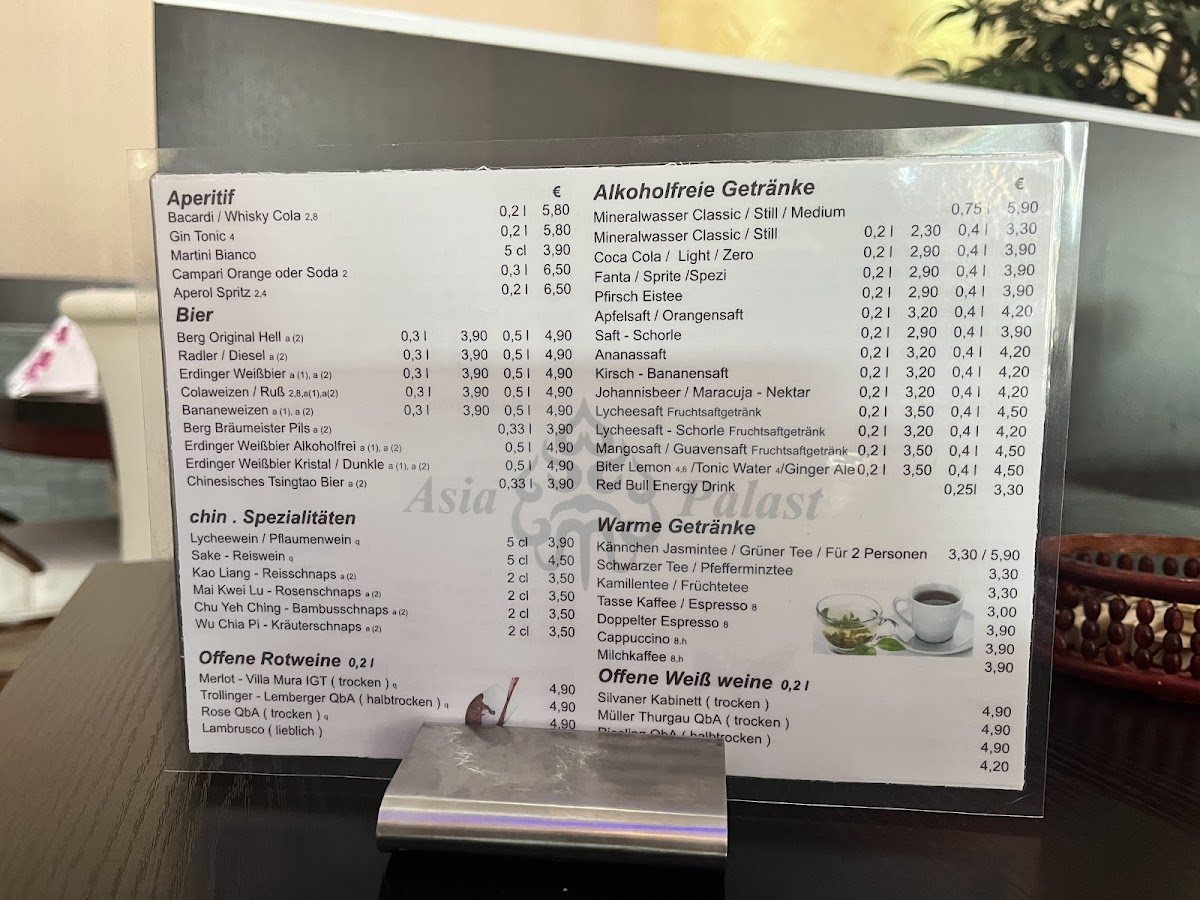 Aperitif €
Bacardi / Whisky Cola 2,8 0,2 l 5,80
Gin Tonic 4 0,2 l 5,80
Martini Bianco 5 cl 3,90
Campari Orange oder Soda 2 0,3 l 6,50
Aperol Spritz 2,4 0,2 l 6,50
Bier
Berg Original Hell a (2) 0,3 l 3,90 0,5 l 4,90
Radler / Diesel a (2) 0,3 l 3,90 0,5 l 4,90
Erdinger Weißbier a (1), a (2) 0,3 l 3,90 0,5 l 4,90
Colaweizen / Ruß 2,8,a(1),a(2) 0,3 l 3,90 0,5 l 4,90
Bananeweizen a (1), a (2) 0,3 l 3,90 0,5 l 4,90
Berg Bräumeister Pils a (2) 0,33 l 3,90
Erdinger Weißbier Alkoholfrei a (1), a (2) 0,5 l 4,90
Erdinger Weißbier Kristal / Dunkle a (1), a (2) 0,5 l 4,90
Chinesisches Tsingtao Bier a (2) 0,33 l 3,90
chin . Spezialitäten
Lycheewein / Pflaumenwein q 5 cl 3,90
Sake - Reiswein q 5 cl 4,50
Kao Liang - Reisschnaps a (2) 2 cl 3,50
Mai Kwei Lu - Rosenschnaps a (2) 2 cl 3,50
Chu Yeh Ching - Bambusschnaps a (2) 2 cl 3,50
Wu Chia Pi - Kräuterschnaps a (2) 2 cl 3,50
Offene Rotweine 0,2 l
Merlot - Villa Mura IGT ( trocken ) q 4,90
Trollinger - Lemberger QbA ( halbtrocken ) q 4,90
Rose QbA ( trocken ) q 4,90
Lambrusco ( lieblich )
Asia Palast
Alkoholfreie Getränke €
Mineralwasser Classic / Still / Medium 0,75 l 5,90
Mineralwasser Classic / Still 0,2 l 2,30 0,4 l 3,30
Coca Cola / Light / Zero 0,2 l 2,90 0,4 l 3,90
Fanta / Sprite /Spezi 0,2 l 2,90 0,4 l 3,90
Pfirsch Eistee 0,2 l 2,90 0,4 l 3,90
Apfelsaft / Orangensaft 0,2 l 3,20 0,4 l 4,20
Saft - Schorle 0,2 l 2,90 0,4 l 3,90
Ananassaft 0,2 l 3,20 0,4 l 4,20
Kirsch - Bananensaft 0,2 l 3,20 0,4 l 4,20
Johannisbeer / Maracuja - Nektar 0,2 l 3,20 0,4 l 4,20
Lycheesaft Fruchtsaftgetränk 0,2 l 3,50 0,4 l 4,50
Lycheesaft - Schorle Fruchtsaftgetränk 0,2 l 3,20 0,4 l 4,20
Mangosaft / Guavensaft Fruchtsaftgetränk 0,2 l 3,50 0,4 l 4,50
Biter Lemon 4,6 /Tonic Water 4/Ginger Ale 0,2 l 3,50 0,4 l 4,50
Red Bull Energy Drink 0,25l 3,30
Warme Getränke
Kännchen Jasmintee / Grüner Tee / Für 2 Personen 3,30 / 5,90
Schwarzer Tee / Pfefferminztee 3,30
Kamillentee / Früchtetee 3,30
Tasse Kaffee / Espresso 8 3,00
Doppelter Espresso 8 3,90
Cappuccino 8,h 3,90
Milchkaffee 8,h 3,90
Offene Weiß weine 0,2 l
Silvaner Kabinett ( trocken ) 4,90
Müller Thurgau QbA ( trocken ) 4,90
Riesling QbA ( halbtrocken ) 4,90
4,20